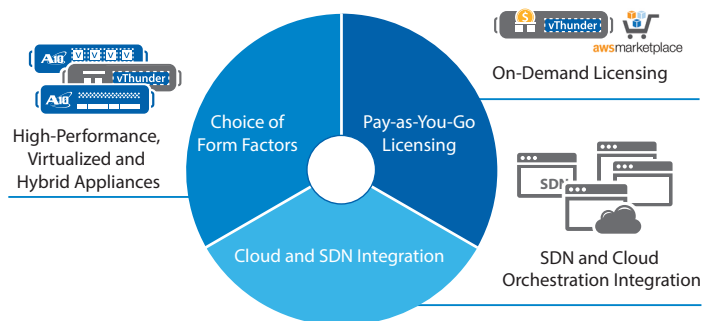 A10
V V V V
vThunder
A10
High-Performance,
Virtualized and
Hybrid Appliances
Choice of
Form Factors
Pay-as-You-Go
Licensing
Cloud and SDN Integration
$
vThunder
awsmarketplace
On-Demand Licensing
SDN
SDN and Cloud
Orchestration Integration